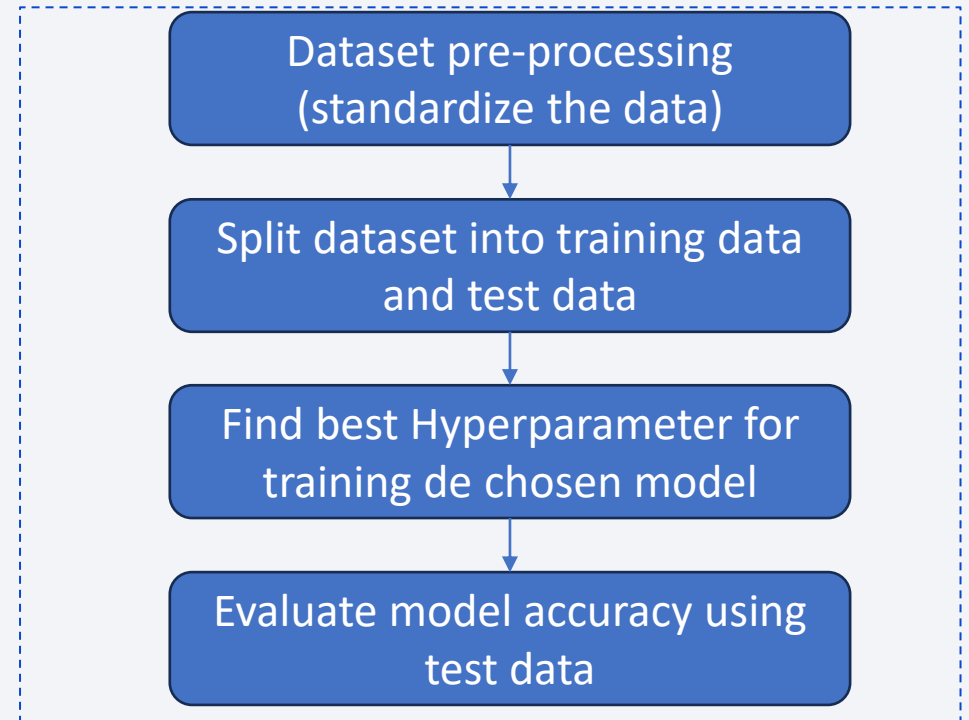 Dataset pre-processing
(standardize the data)
Split dataset into training data
and test data
Find best Hyperparameter for
training de chosen model
Evaluate model accuracy using
test data